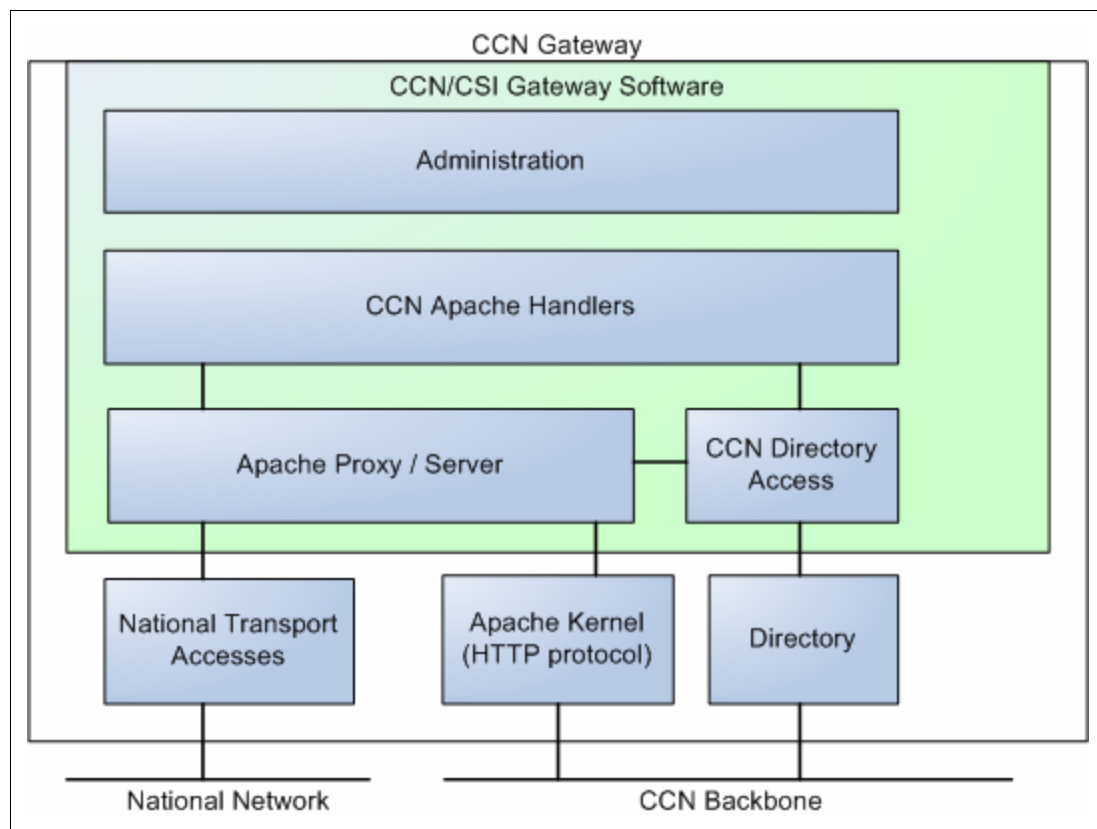 CCN Gateway
CCN/CSI Gateway Software
Administration
CCN Apache Handlers
Apache Proxy / Server
CCN Directory
Access
National Transport
Accesses
Apache Kernel
(HTTP protocol)
Directory
National Network
CCN Backbone